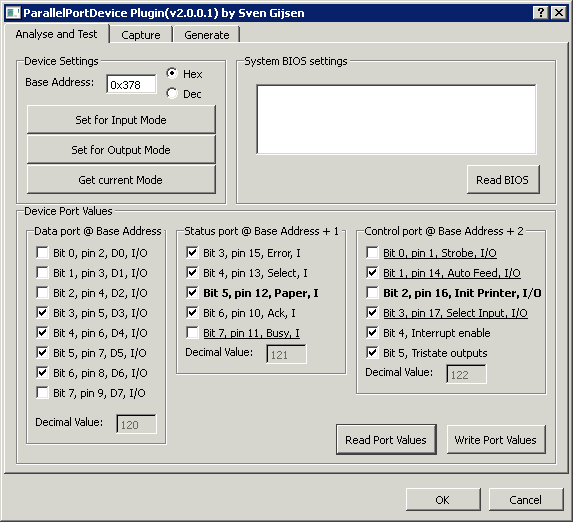 ParallelPortDevice Plugin(v2.0.0.1) by Sven Gijsen
Analyse and Test Capture Generate
Device Settings
Base Address: 0x378
Hex
Dec
Set for Input Mode
Set for Output Mode
Get current Mode
System BIOS settings
Read BIOS
Device Port Values
Data port @ Base Address
Bit 0, pin 2, D0, I/O
Bit 1, pin 3, D1, I/O
Bit 2, pin 4, D2, I/O
Bit 3, pin 5, D3, I/O
Bit 4, pin 6, D4, I/O
Bit 5, pin 7, D5, I/O
Bit 6, pin 8, D6, I/O
Bit 7, pin 9, D7, I/O
Decimal Value: 120
Status port @ Base Address + 1
Bit 3, pin 15, Error, I
Bit 4, pin 13, Select, I
Bit 5, pin 12, Paper, I
Bit 6, pin 10, Ack, I
Bit 7, pin 11, Busy, I
Decimal Value: 121
Control port @ Base Address + 2
Bit 0, pin 1, Strobe, I/O
Bit 1, pin 14, Auto Feed, I/O
Bit 2, pin 16, Init Printer, I/O
Bit 3, pin 17, Select Input, I/O
Bit 4, Interrupt enable
Bit 5, Tristate outputs
Decimal Value: 122
Read Port Values
Write Port Values
OK
Cancel